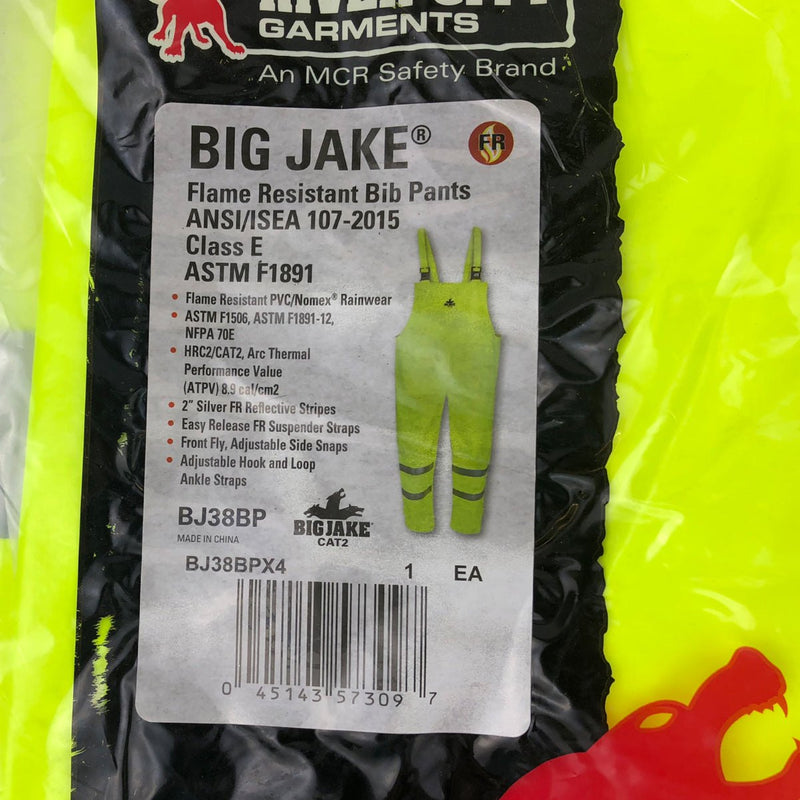 RIVER CITY
GARMENTS
An MCR Safety Brand
BIG JAKE®
FR
Flame Resistant Bib Pants
ANSI/ISEA 107-2015
Class E
ASTM F1891
• Flame Resistant PVC/Nomex® Rainwear
• ASTM F1506, ASTM F1891-12,
NFPA 70E
• HRC2/CAT2, Arc Thermal
Performance Value
(ATPV) 8.9 cal/cm2
• 2" Silver FR Reflective Stripes
• Easy Release FR Suspender Straps
• Front Fly, Adjustable Side Snaps
• Adjustable Hook and Loop
Ankle Straps
BJ38BP
MADE IN CHINA
BIG JAKE
CAT2
BJ38BPX4 1 EA
0 45143 57309 7